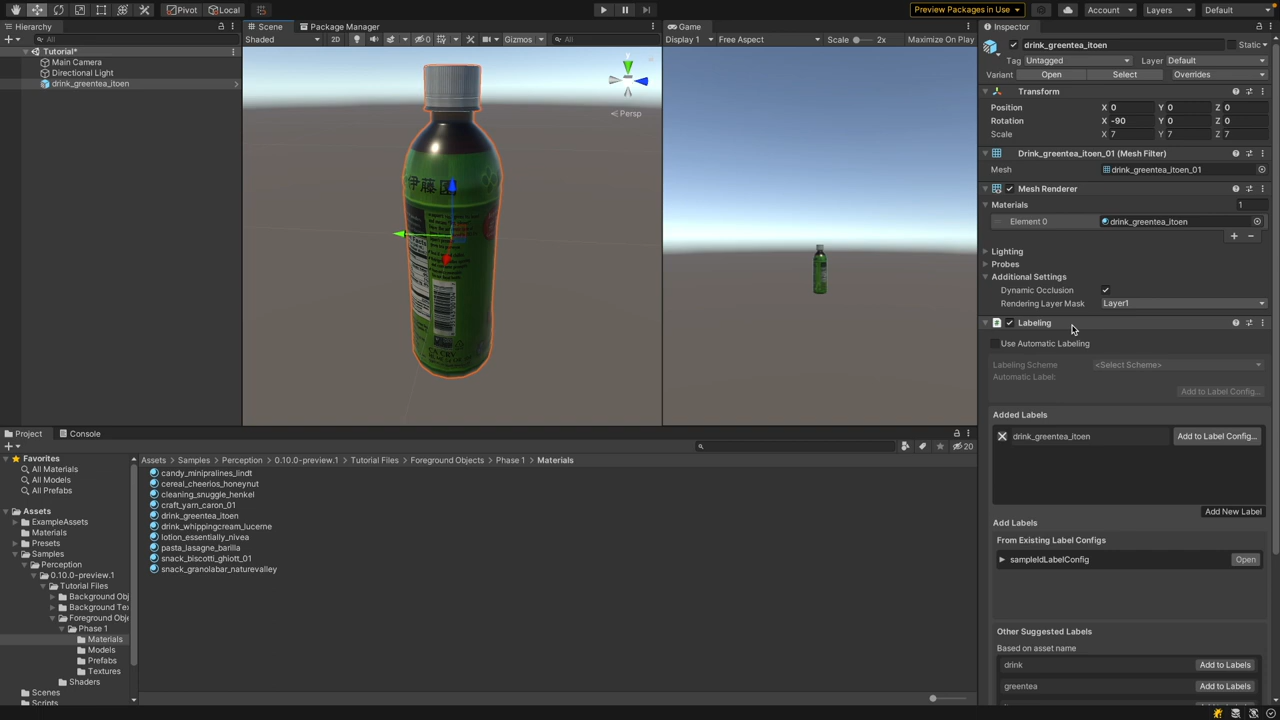 Pivot
Local
Preview Packages in Use
Account
Layers
Default
Hierarchy
All
Tutorial*
Main Camera
Directional Light
drink_greentea_itoen
Scene
Package Manager
Shaded
2D
0
Gizmos
All
y
Persp
伊藤園
CA CRV
Game
Display 1
Free Aspect
Scale
2x
Maximize On Play
Inspector
drink_greentea_itoen
Static
Tag
Untagged
Layer
Default
Variant
Open
Select
Overrides
Transform
Position
X 0
Y 0
Z 0
Rotation
X -90
Y 0
Z 0
Scale
X 7
Y 7
Z 7
Drink_greentea_itoen_01 (Mesh Filter)
Mesh
drink_greentea_itoen_01
Mesh Renderer
Materials
1
Element 0
drink_greentea_itoen
Lighting
Probes
Additional Settings
Dynamic Occlusion
Rendering Layer Mask
Layer1
Labeling
Use Automatic Labeling
Labeling Scheme
<Select Scheme>
Automatic Label:
Add to Label Config...
Added Labels
drink_greentea_itoen
Add to Label Config...
Add New Label
Add Labels
From Existing Label Configs
sampleIdLabelConfig
Open
Other Suggested Labels
Based on asset name
drink
Add to Labels
greentea
Add to Labels
Project
Console
20
Favorites
All Materials
All Models
All Prefabs
Assets
ExampleAssets
Materials
Presets
Samples
Perception
0.10.0-preview.1
Tutorial Files
Background Obj
Background Tex
Foreground Obje
Phase 1
Materials
Models
Prefabs
Textures
Shaders
Scenes
Scripts
Assets
Samples
Perception
0.10.0-preview.1
Tutorial Files
Foreground Objects
Phase 1
Materials
candy_minipralines_lindt
cereal_cheerios_honeynut
cleaning_snuggle_henkel
craft_yarn_caron_01
drink_greentea_itoen
drink_whippingcream_lucerne
lotion_essentially_nivea
pasta_lasagne_barilla
snack_biscotti_ghiott_01
snack_granolabar_naturevalley